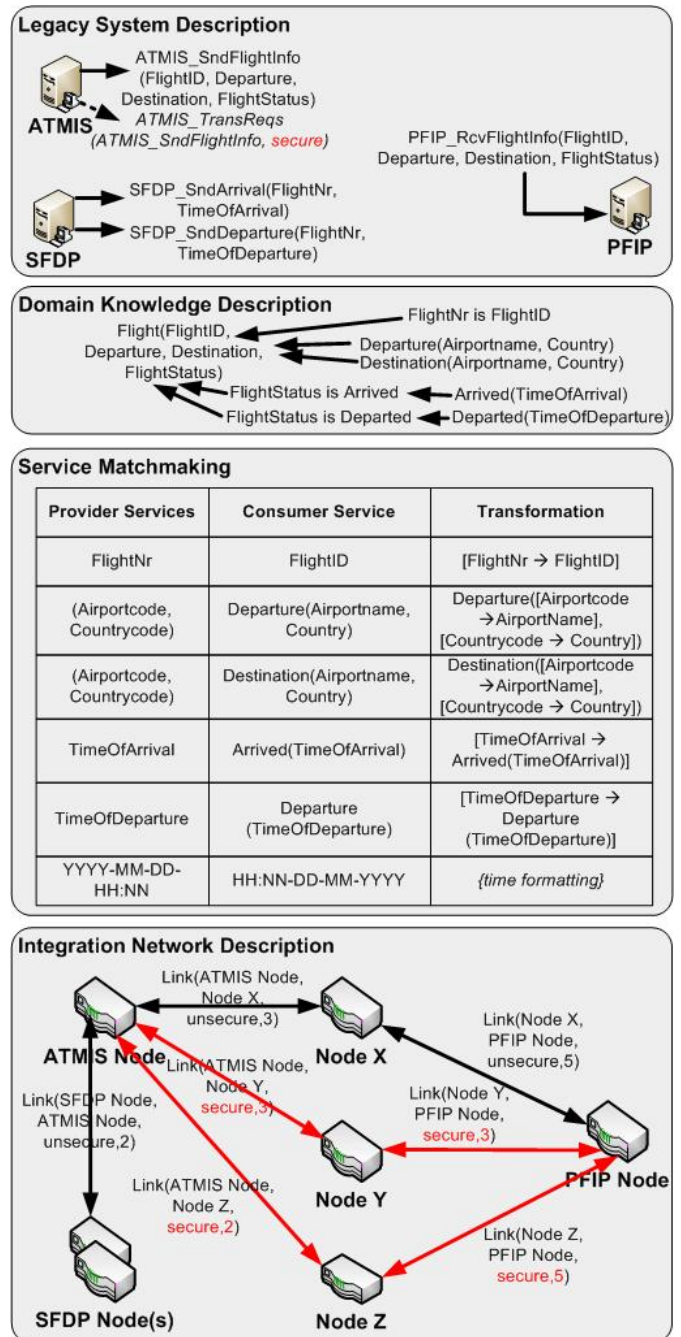 Legacy System Description
ATMIS_SndFlightInfo
(FlightID, Departure,
Destination, FlightStatus)
ATMIS_TransReqs
(ATMIS_SndFlightInfo, secure)
ATMIS
PFIP_RcvFlightInfo(FlightID,
Departure, Destination, FlightStatus)
PFIP
SFDP_SndArrival(FlightNr,
TimeOfArrival)
SFDP_SndDeparture(FlightNr,
TimeOfDeparture)
SFDP
Domain Knowledge Description
Flight(FlightID,
Departure, Destination,
FlightStatus)
FlightNr is FlightID
Departure(Airportname, Country)
Destination(Airportname, Country)
FlightStatus is Arrived
Arrived(TimeOfArrival)
FlightStatus is Departed
Departed(TimeOfDeparture)
Service Matchmaking
Provider Services
Consumer Service
Transformation
FlightNr
FlightID
[FlightNr → FlightID]
(Airportcode,
Countrycode)
Departure(Airportname,
Country)
Departure([Airportcode
→AirportName],
[Countrycode → Country])
(Airportcode,
Countrycode)
Destination(Airportname,
Country)
Destination([Airportcode
→AirportName],
[Countrycode → Country])
TimeOfArrival
Arrived(TimeOfArrival)
[TimeOfArrival →
Arrived(TimeOfArrival)]
TimeOfDeparture
Departure
(TimeOfDeparture)
[TimeOfDeparture →
Departure
(TimeOfDeparture)]
YYYY-MM-DD-
HH:NN
HH:NN-DD-MM-YYYY
{time formatting}
Integration Network Description
Link(ATMIS Node,
Node X,
unsecure,3)
ATMIS Node
Node X
Link(Node X,
PFIP Node,
unsecure,5)
Link(ATMIS Node,
Node Y,
secure,3)
Link(Node Y,
PFIP Node,
secure,3)
Link(SFDP Node,
ATMIS Node,
unsecure,2)
Node Y
PFIP Node
Link(ATMIS Node,
Node Z,
secure,2)
Link(Node Z,
PFIP Node,
secure,5)
SFDP Node(s)
Node Z